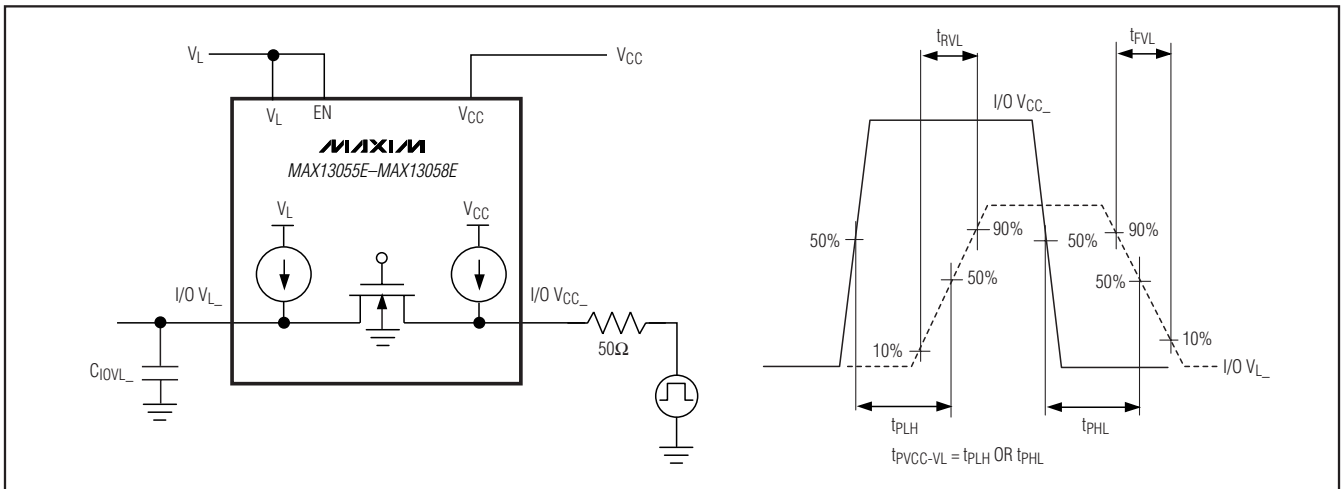 V_L
V_CC
V_L
EN
V_CC
MAXIM
MAX13055E–MAX13058E
V_L
V_CC
I/O V_L_
I/O V_CC_
50Ω
C_IOVL_
t_RVL
t_FVL
I/O V_CC_
50%
90%
50%
10%
50%
90%
50%
10%
I/O V_L_
t_PLH
t_PHL
t_PVCC-VL = t_PLH OR t_PHL